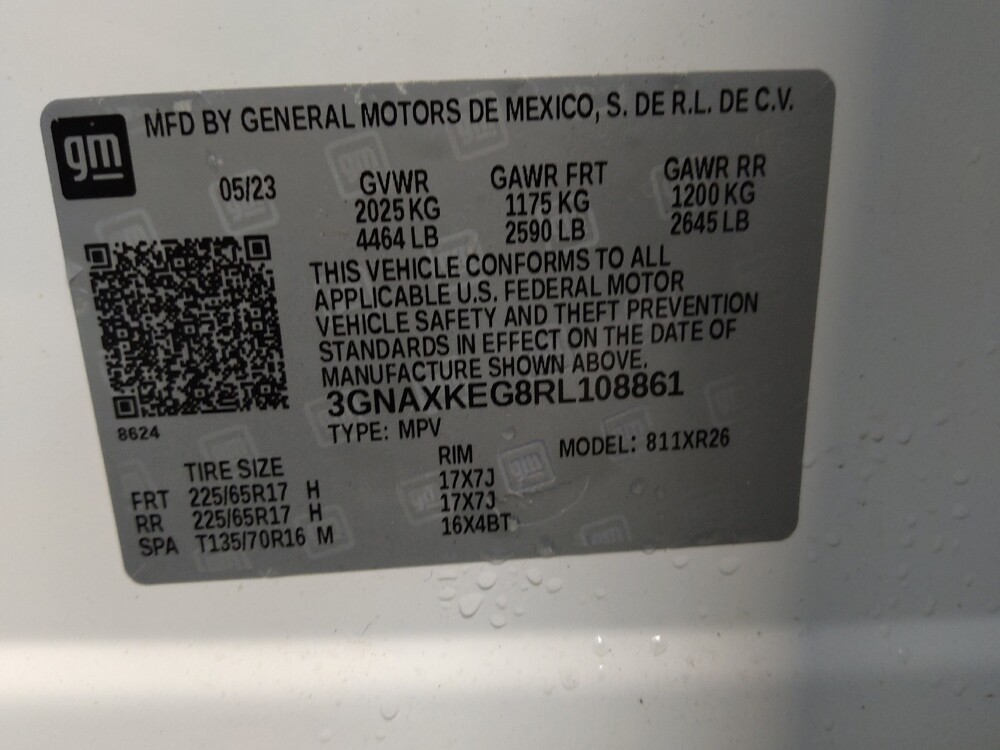 gm
MFD BY GENERAL MOTORS DE MEXICO, S. DE R.L. DE C.V.
05/23
GVWR GAWR FRT GAWR RR
2025 KG 1175 KG 1200 KG
4464 LB 2590 LB 2645 LB
THIS VEHICLE CONFORMS TO ALL
APPLICABLE U.S. FEDERAL MOTOR
VEHICLE SAFETY AND THEFT PREVENTION
STANDARDS IN EFFECT ON THE DATE OF
MANUFACTURE SHOWN ABOVE.
3GNAXKEG8RL108861
8624
TYPE: MPV MODEL: 811XR26
TIRE SIZE RIM
FRT 225/65R17 H 17X7J
RR 225/65R17 H 17X7J
SPA T135/70R16 M 16X4BT